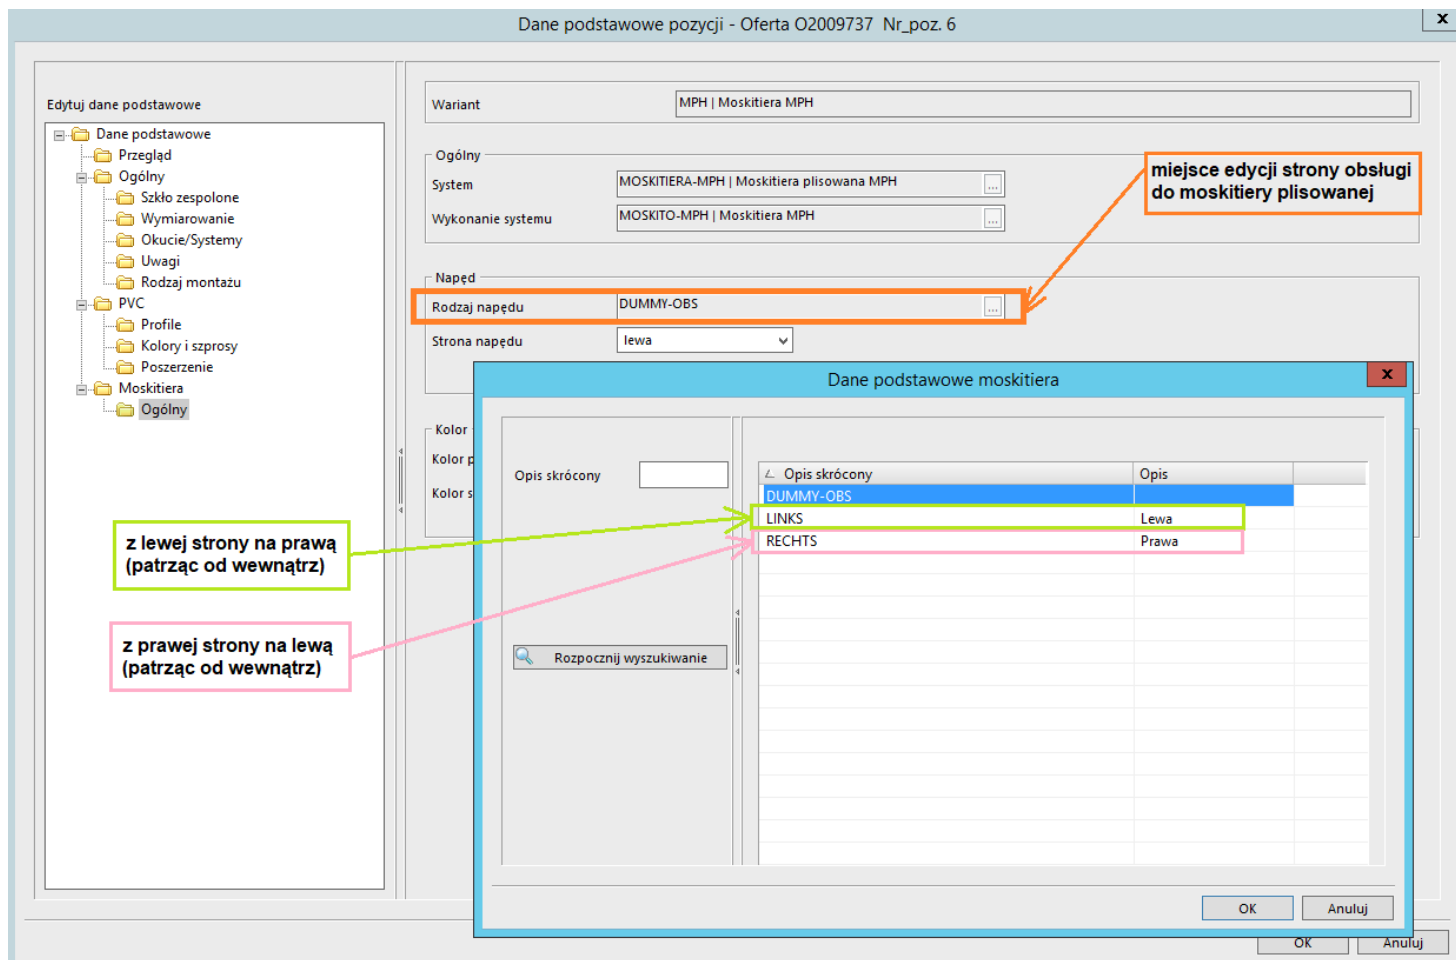 Dane podstawowe pozycji - Oferta O2009737 Nr_poz. 6
x
Edytuj dane podstawowe
Dane podstawowe
Przegląd
Ogólny
Szkło zespolone
Wymiarowanie
Okucie/Systemy
Uwagi
Rodzaj montażu
PVC
Profile
Kolory i szprosy
Poszerzenie
Moskitiera
Ogólny
Wariant
MPH | Moskitiera MPH
Ogólny
System
MOSKITIERA-MPH | Moskitiera plisowana MPH
...
Wykonanie systemu
MOSKITO-MPH | Moskitiera MPH
...
miejsce edycji strony obsługi
do moskitiery plisowanej
Napęd
Rodzaj napędu
DUMMY-OBS
...
Strona napędu
lewa
Kolor
Kolor p
Kolor s
z lewej strony na prawą
(patrząc od wewnątrz)
z prawej strony na lewą
(patrząc od wewnątrz)
Dane podstawowe moskitiera
x
Opis skrócony
Rozpocznij wyszukiwanie
Opis skrócony Opis
DUMMY-OBS
LINKS Lewa
RECHTS Prawa
OK Anuluj
OK Anuluj